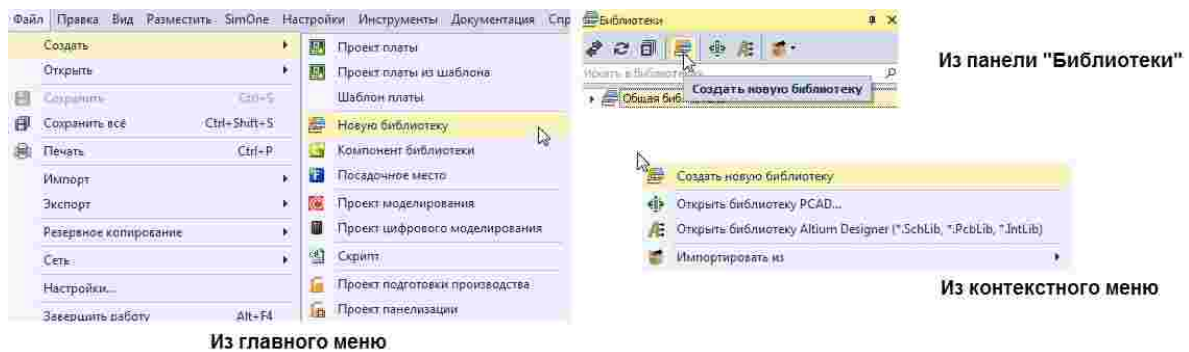 Файл Правка Вид Разместить SimOne Настройки Инструменты Документация Спр
Создать
Открыть
Сохранить Ctrl+S
Сохранить всё Ctrl+Shift+S
Печать Ctrl+P
Импорт
Экспорт
Резервное копирование
Сеть
Настройки...
Завершить работу Alt+F4
Проект платы
Проект платы из шаблона
Шаблон платы
Новую библиотеку
Компонент библиотеки
Посадочное место
Проект моделирования
Проект цифрового моделирования
Скрипт
Проект подготовки производства
Проект панелизации
Из главного меню
Библиотеки
Искать в
Создать новую библиотеку
Общая
Из панели "Библиотеки"
Создать новую библиотеку
Открыть библиотеку PCAD...
Открыть библиотеку Altium Designer (*.SchLib, *.PcbLib, *.IntLib)
Импортировать из
Из контекстного меню